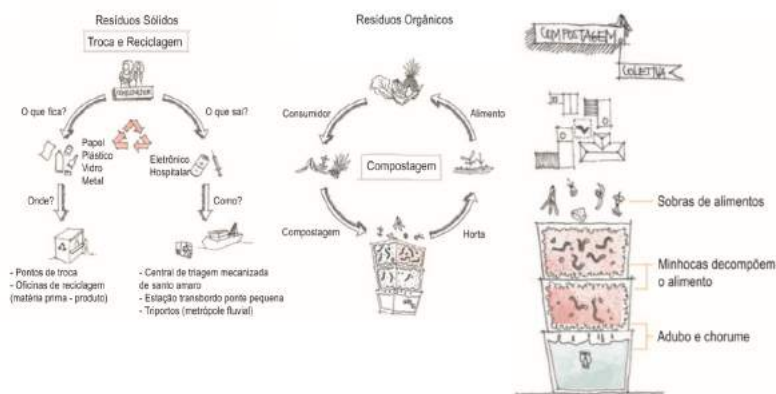 Resíduos Sólidos
Troca e Reciclagem
O que fica?
O que sai?
Papel
Plástico
Vidro
Metal
Eletrônico
Hospitalar
Onde?
Como?
- Pontos de troca
- Oficinas de reciclagem
(matéria prima - produto)
- Central de triagem mecanizada
de santo amaro
- Estação transbordo ponte pequena
- Triportos (metrópole fluvial)
Resíduos Orgânicos
Consumidor
Alimento
Compostagem
Compostagem
Horta
COMPOSTAGEM
COLETIVA
Sobras de alimentos
Minhocas decompõem
o alimento
Adubo e chorume